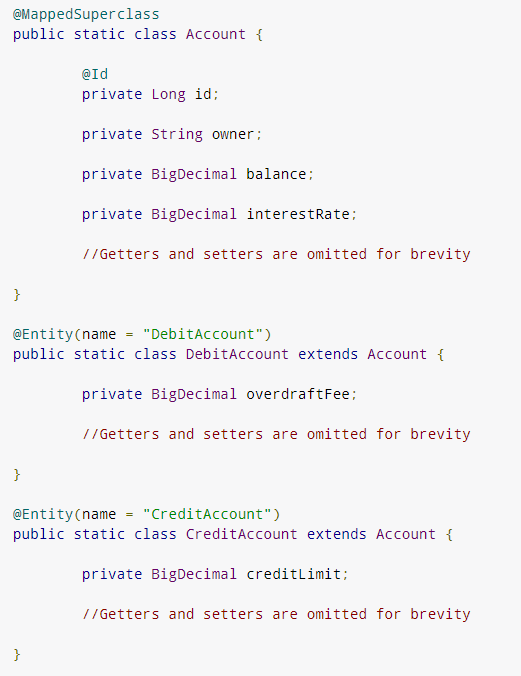 @MappedSuperclass
public static class Account {
@Id
private Long id;
private String owner;
private BigDecimal balance;
private BigDecimal interestRate;
//Getters and setters are omitted for brevity
}
@Entity(name = "DebitAccount")
public static class DebitAccount extends Account {
private BigDecimal overdraftFee;
//Getters and setters are omitted for brevity
}
@Entity(name = "CreditAccount")
public static class CreditAccount extends Account {
private BigDecimal creditLimit;
//Getters and setters are omitted for brevity
}